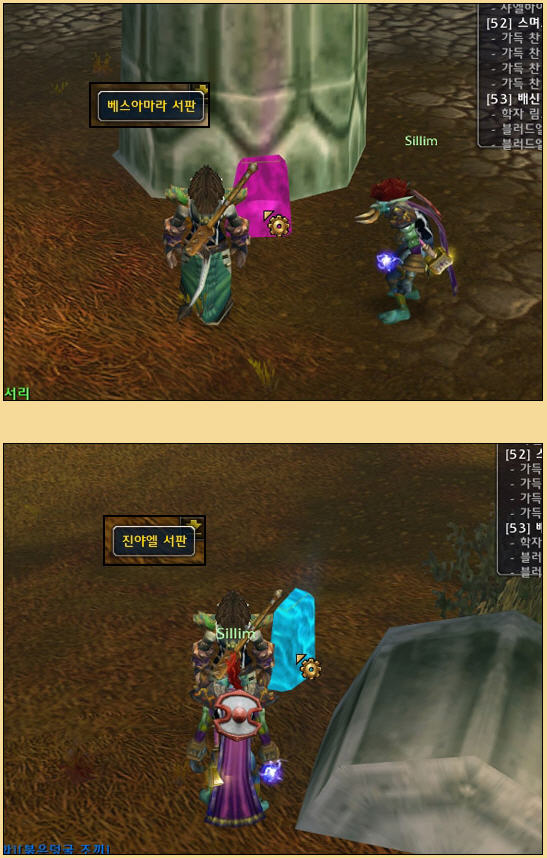 [52] 스며
- 가득 찬
- 가득 찬
- 가득 찬
- 가득 찬
[53] 배신
- 학자 림
- 블러드엘
- 블러드엘
베스아마라 서판
Sillim
서리
[52] 스
- 가득
- 가득
- 가득
- 가득
[53] 배
- 학자
- 블러
- 블러
진야엘 서판
Sillim